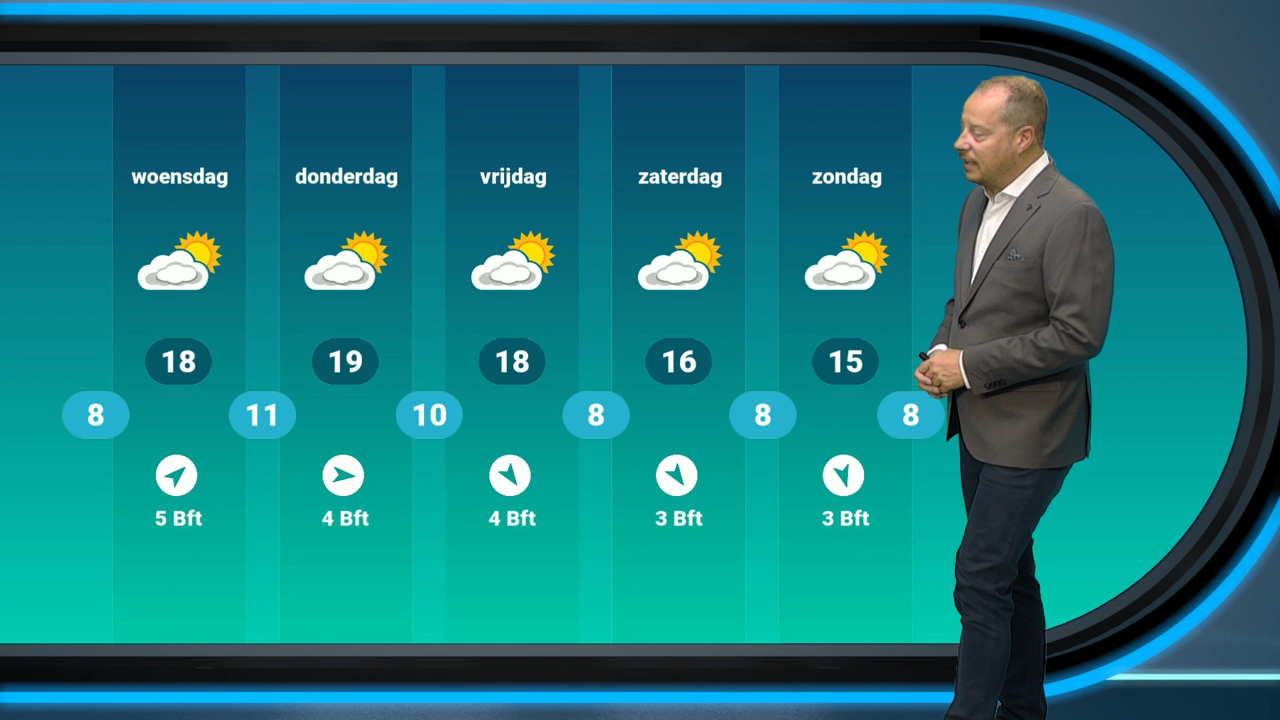 woensdag donderdag vrijdag zaterdag zondag
18 19 18 16 15
8 11 10 8 8 8
5 Bft 4 Bft 4 Bft 3 Bft 3 Bft